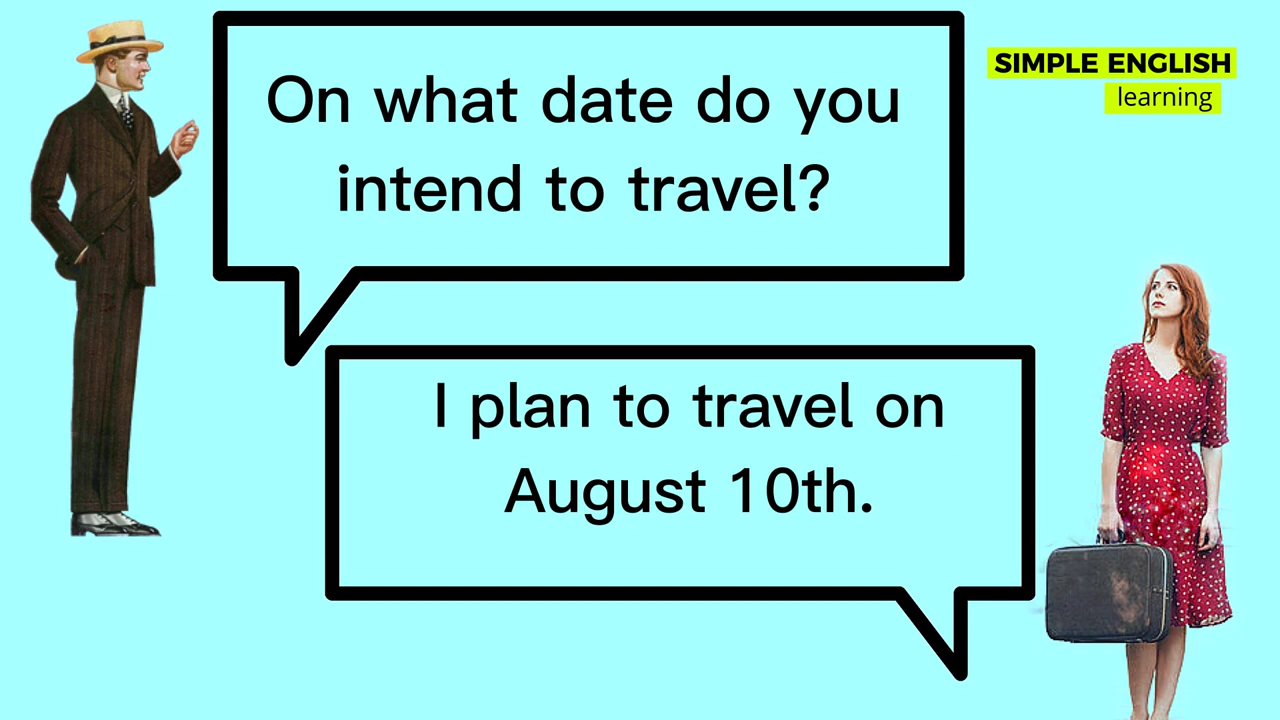 On what date do you
intend to travel?
SIMPLE ENGLISH
learning
I plan to travel on
August 10th.